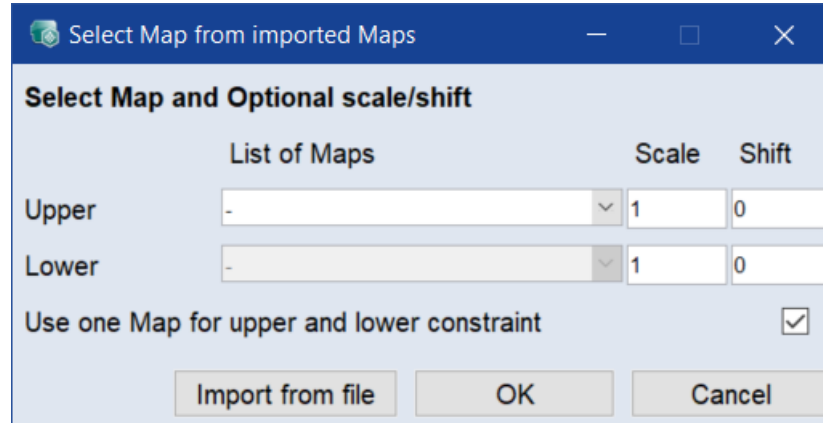 Select Map from imported Maps
Select Map and Optional scale/shift
List of Maps Scale Shift
Upper - 1 0
Lower - 1 0
Use one Map for upper and lower constraint
Import from file OK Cancel